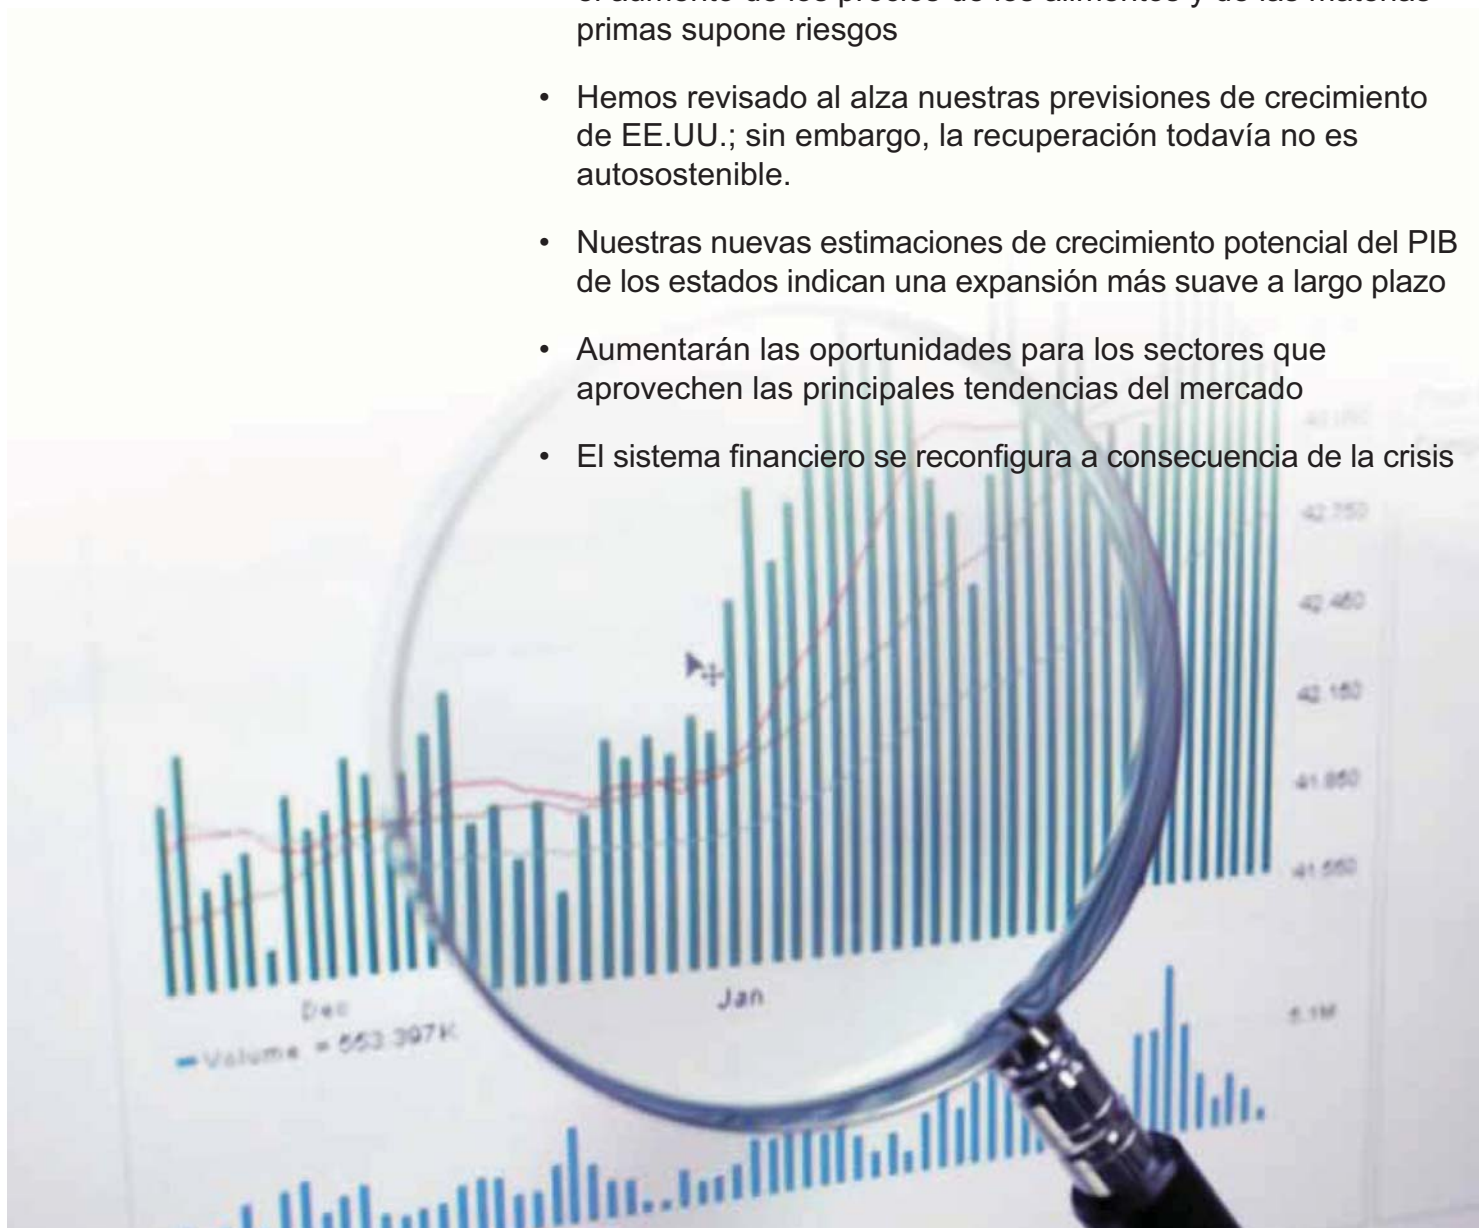 primas supone riesgos
• Hemos revisado al alza nuestras previsiones de crecimiento
de EE.UU.; sin embargo, la recuperación todavía no es
autosostenible.
• Nuestras nuevas estimaciones de crecimiento potencial del PIB
de los estados indican una expansión más suave a largo plazo
• Aumentarán las oportunidades para los sectores que
aprovechen las principales tendencias del mercado
• El sistema financiero se reconfigura a consecuencia de la crisis
42.750
42.460
42.160
41.850
41.560
Dec
Jan
Volume = 553.397K
5.1M